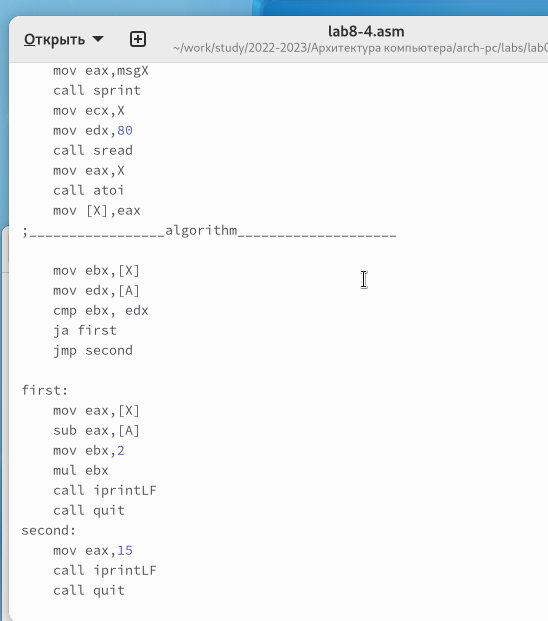 Открыть
lab8-4.asm
~/work/study/2022-2023/Архитектура компьютера/arch-pc/labs/lab0
mov eax,msgX
call sprint
mov ecx,X
mov edx,80
call sread
mov eax,X
call atoi
mov [X],eax
;_________________algorithm____________________
mov ebx,[X]
mov edx,[A]
cmp ebx, edx
ja first
jmp second
first:
mov eax,[X]
sub eax,[A]
mov ebx,2
mul ebx
call iprintLF
call quit
second:
mov eax,15
call iprintLF
call quit